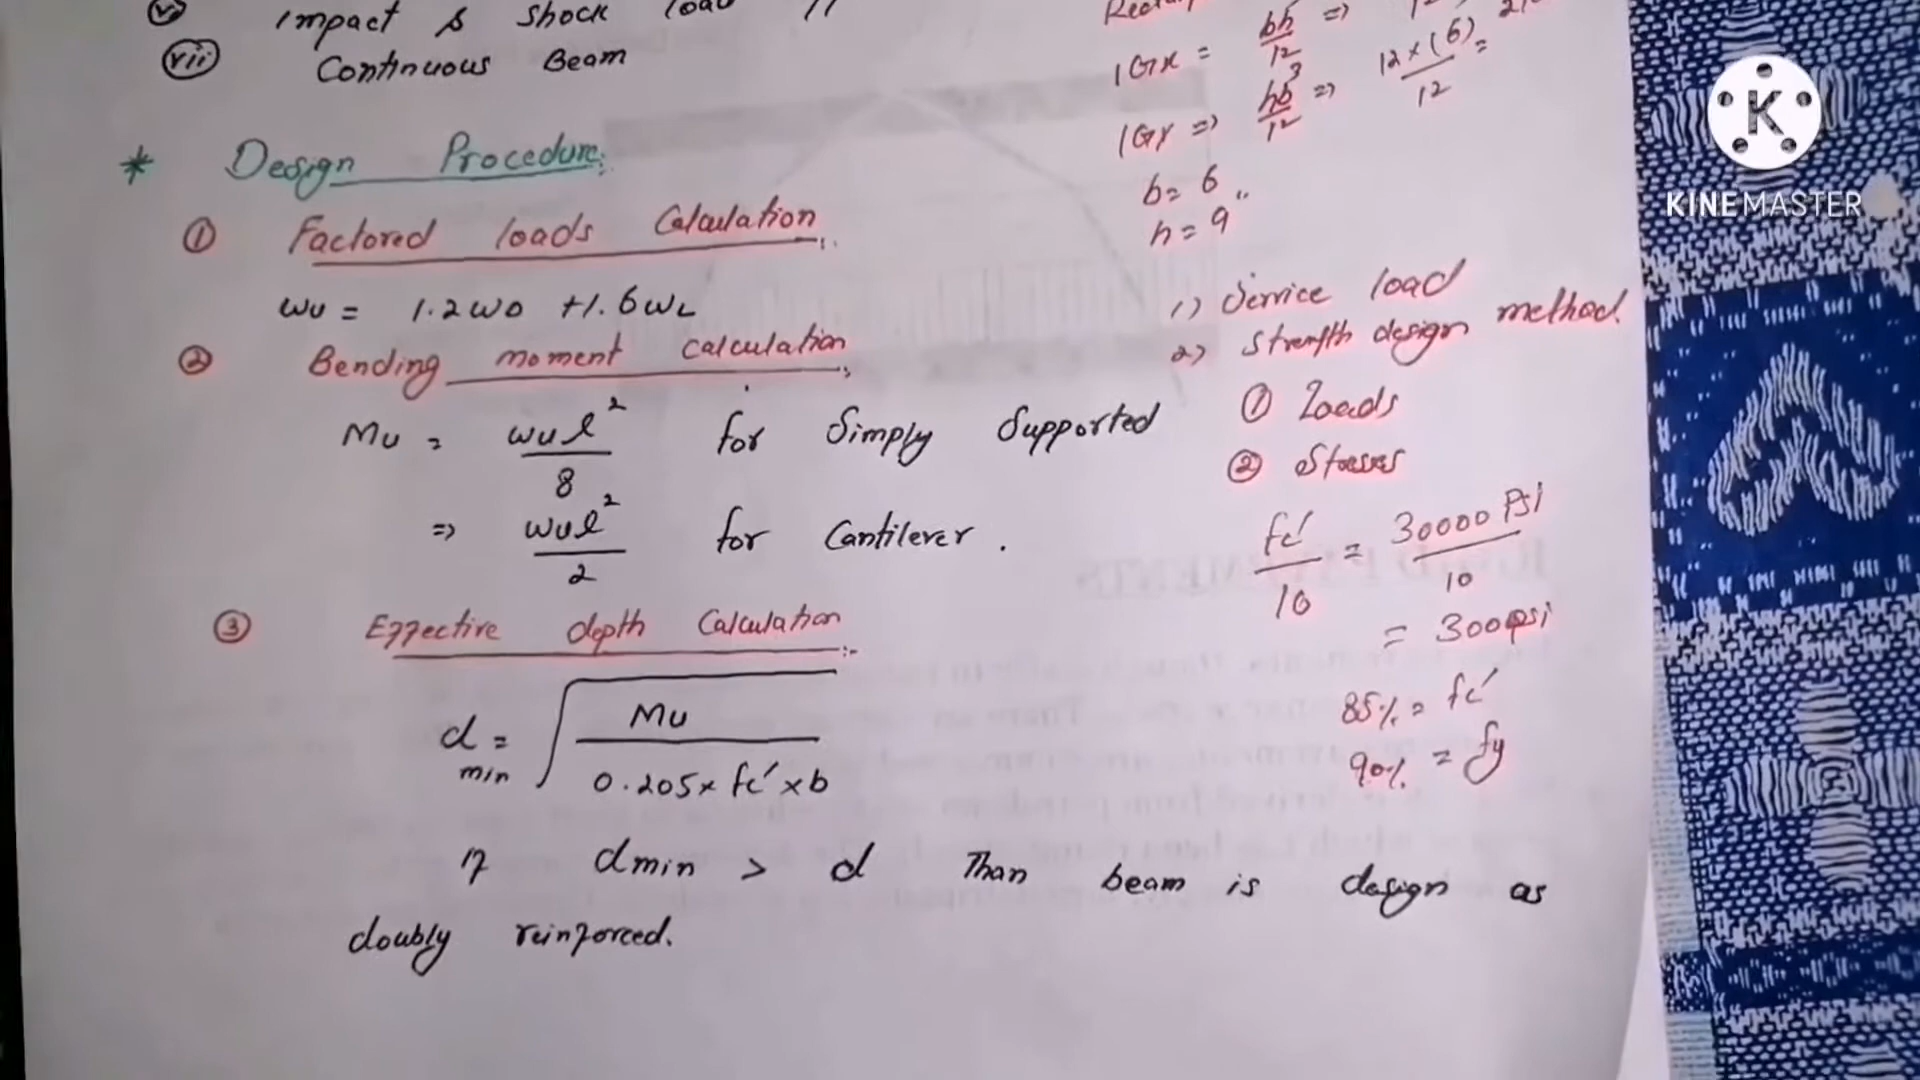 Impact & Shock load "
vii Continuous Beam
* Design Procedure:
① Factored loads Calculation :
wu = 1.2wD + 1.6wL
② Bending moment calculation :
Mu = wul² / 8 for Simply Supported
=> wul² / 2 for Cantilever .
③ Effective depth Calculation :-
dmin = √ Mu / 0.205 x fc' x b
If dmin > d Than beam is design as
doubly reinforced.
IGx = bh³ / 12 =>
IGy => hb³ / 12 => 12 x (6) / 12 =
b = 6 "
h = 9
1) Service load
2) Strength design method.
① Loads
② Stresses
fc' / 10 = 30000 Psi / 10
= 300psi
85% = fc'
90% = fy
K
KINEMASTER